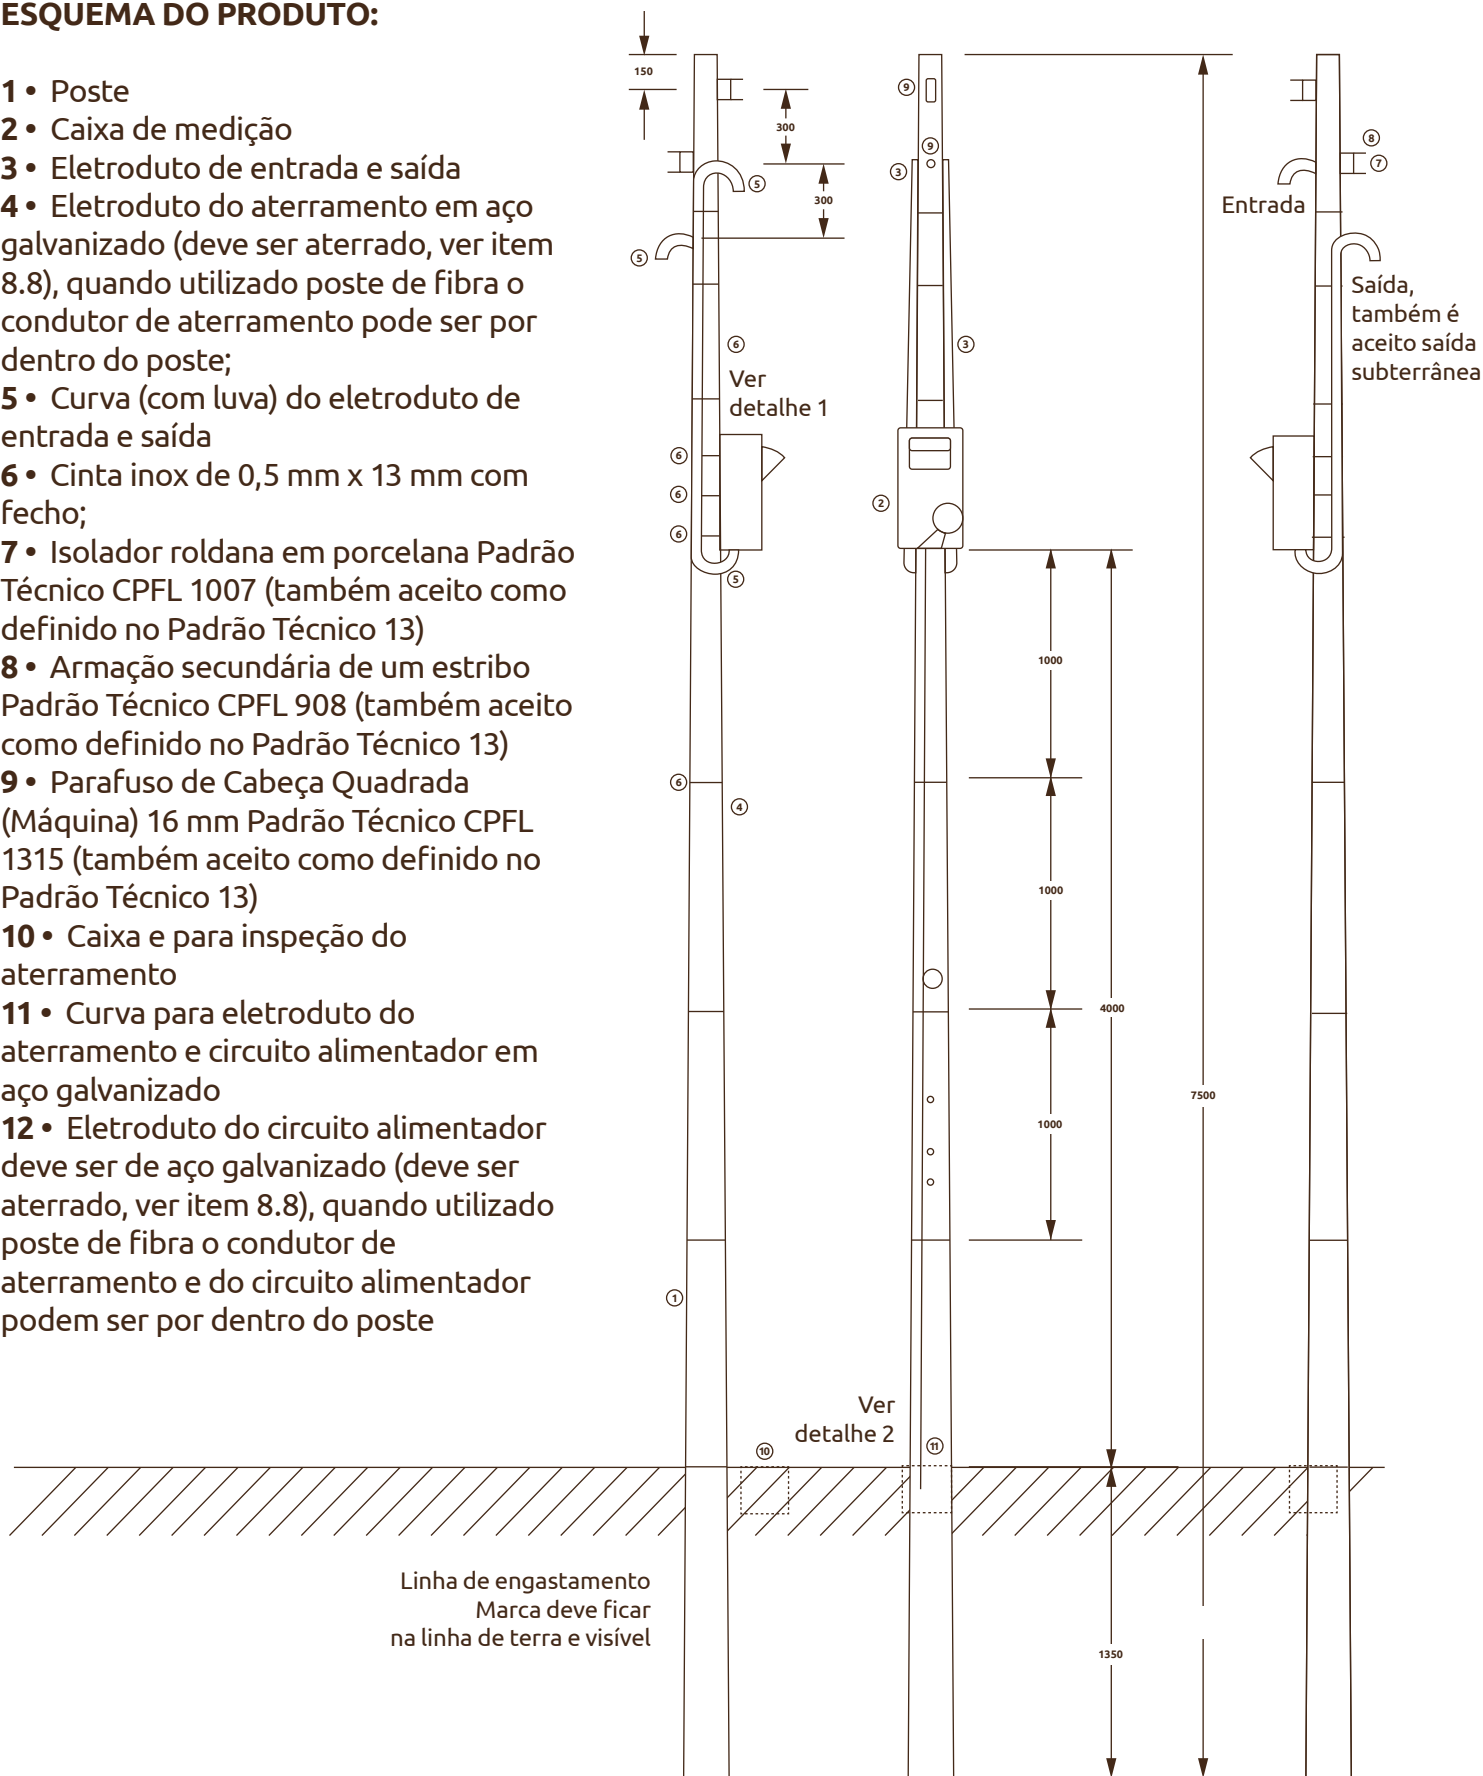 ESQUEMA DO PRODUTO:
1 • Poste
2 • Caixa de medição
3 • Eletroduto de entrada e saída
4 • Eletroduto do aterramento em aço
galvanizado (deve ser aterrado, ver item
8.8), quando utilizado poste de fibra o
condutor de aterramento pode ser por
dentro do poste;
5 • Curva (com luva) do eletroduto de
entrada e saída
6 • Cinta inox de 0,5 mm x 13 mm com
fecho;
7 • Isolador roldana em porcelana Padrão
Técnico CPFL 1007 (também aceito como
definido no Padrão Técnico 13)
8 • Armação secundária de um estribo
Padrão Técnico CPFL 908 (também aceito
como definido no Padrão Técnico 13)
9 • Parafuso de Cabeça Quadrada
(Máquina) 16 mm Padrão Técnico CPFL
1315 (também aceito como definido no
Padrão Técnico 13)
10 • Caixa e para inspeção do
aterramento
11 • Curva para eletroduto do
aterramento e circuito alimentador em
aço galvanizado
12 • Eletroduto do circuito alimentador
deve ser de aço galvanizado (deve ser
aterrado, ver item 8.8), quando utilizado
poste de fibra o condutor de
aterramento e do circuito alimentador
podem ser por dentro do poste
150
300
300
5
5
6
Ver
detalhe 1
6
6
6
5
6
4
1
10
9
9
3
3
2
Ver
detalhe 2
11
1000
1000
1000
4000
7500
1350
8
7
Entrada
Saída,
também é
aceito saída
subterrânea
Linha de engastamento
Marca deve ficar
na linha de terra e visível